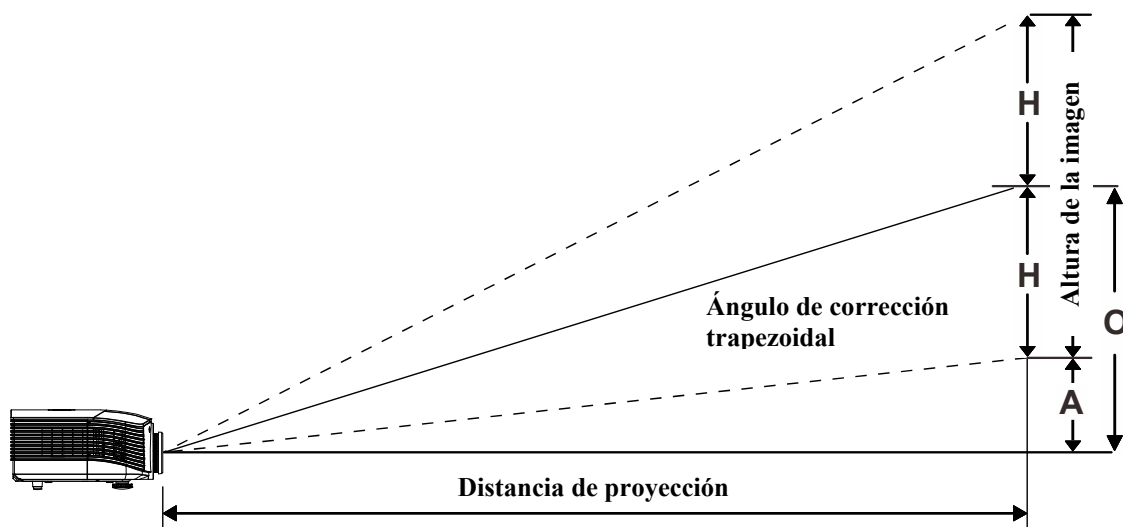 H
Altura de la imagen
H
O
Ángulo de corrección
trapezoidal
A
Distancia de proyección